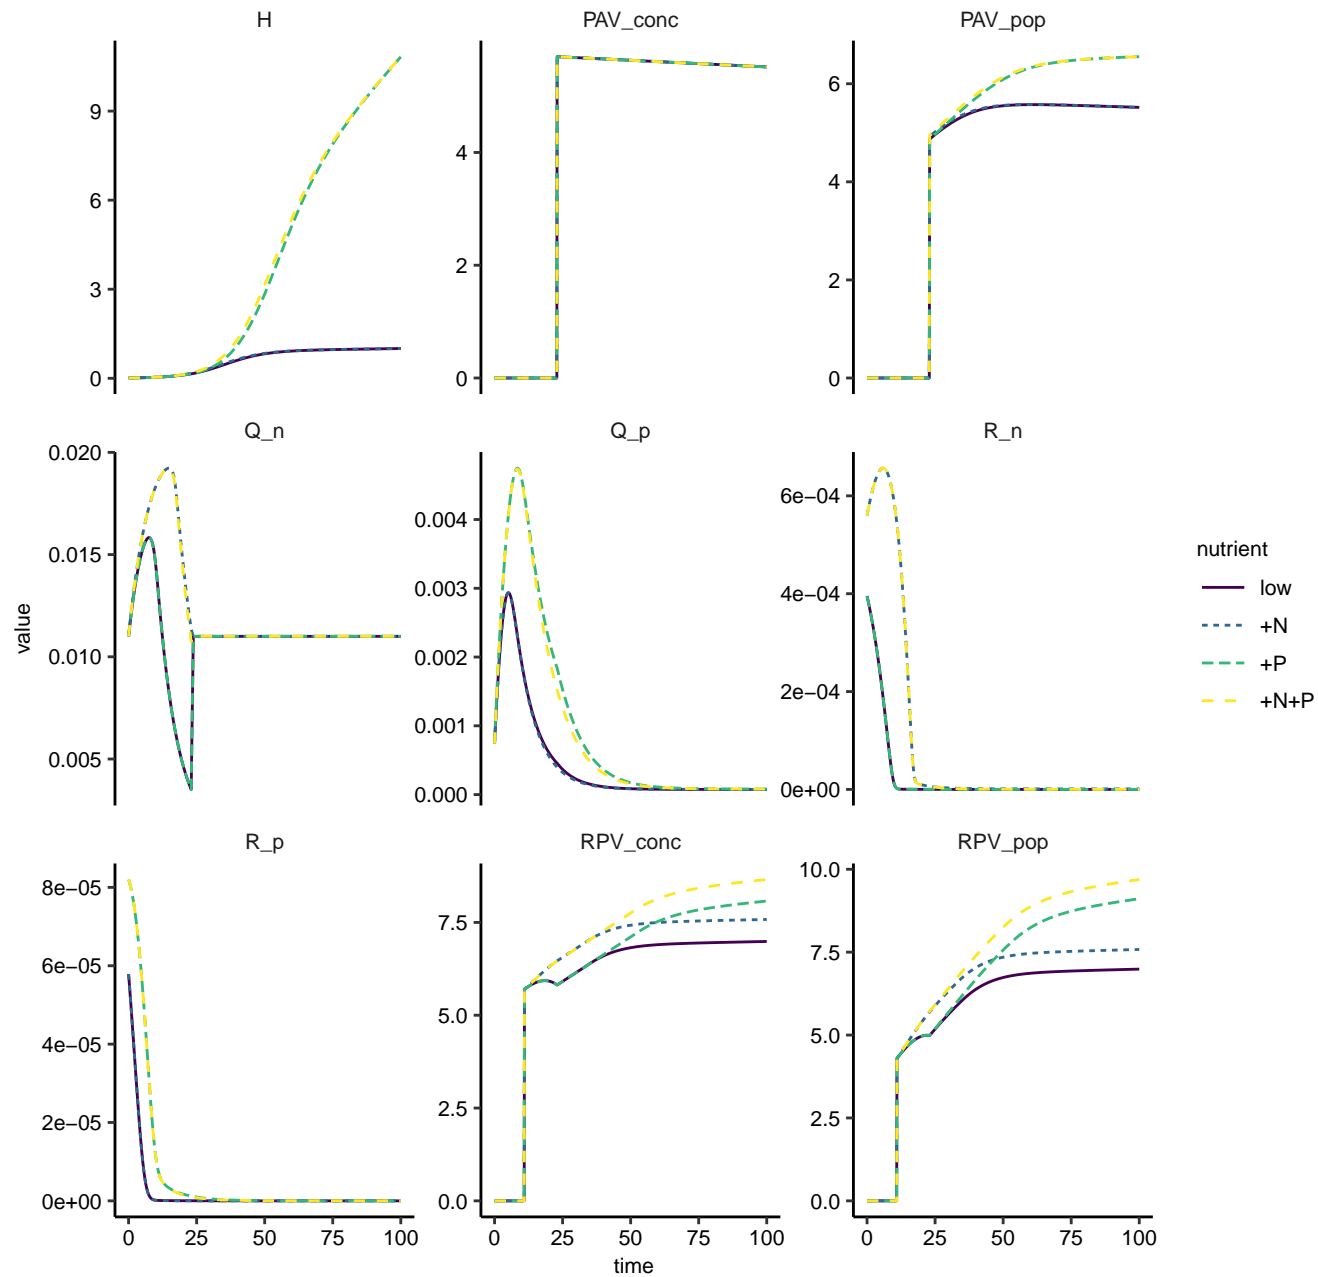 H
PAV_conc
PAV_pop
9
6
3
0
4
2
0
6
4
2
0
Q_n
Q_p
R_n
0.020
0.015
0.010
0.005
0.004
0.003
0.002
0.001
0.000
6e−04
4e−04
2e−04
0e+00
value
nutrient
low
+N
+P
+N+P
R_p
RPV_conc
RPV_pop
8e−05
6e−05
4e−05
2e−05
0e+00
7.5
5.0
2.5
0.0
10.0
7.5
5.0
2.5
0.0
0 25 50 75 100
0 25 50 75 100
0 25 50 75 100
time